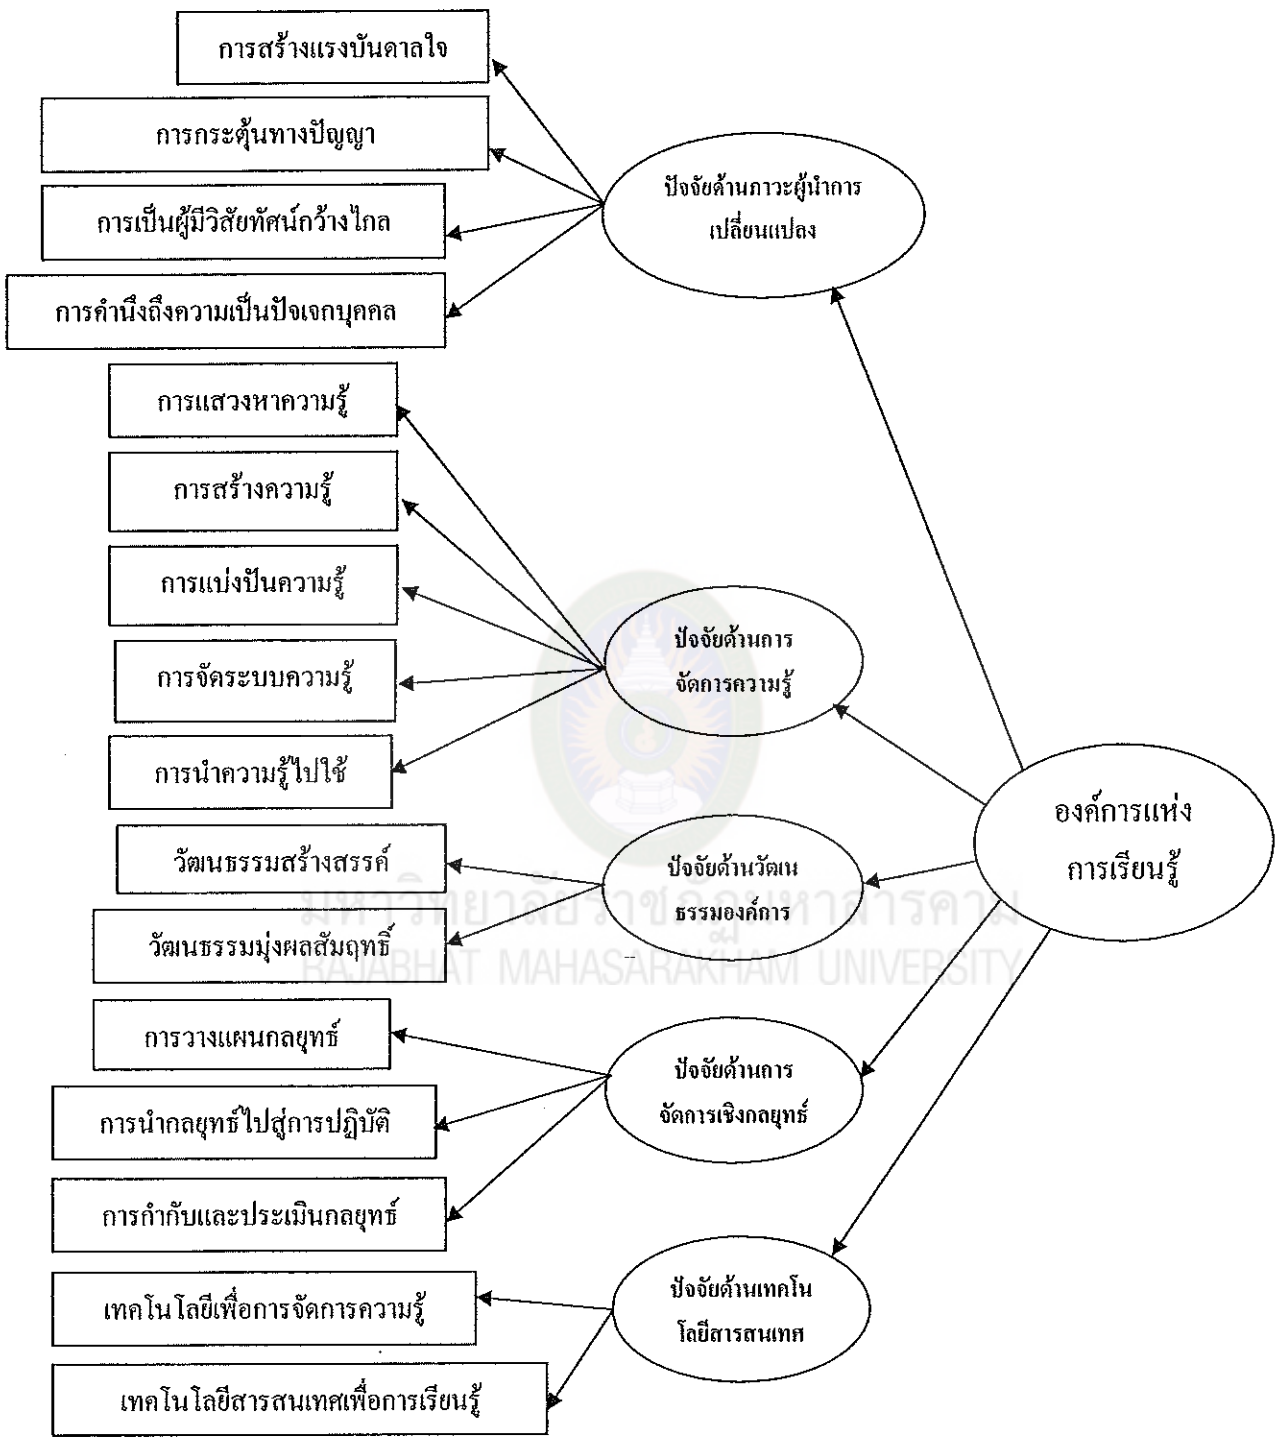 การสร้างแรงบันดาลใจ
การกระตุ้นทางปัญญา
การเป็นผู้มีวิสัยทัศน์กว้างไกล
การคำนึงถึงความเป็นปัจเจกบุคคล
ปัจจัยด้านภาวะผู้นำการ
เปลี่ยนแปลง
การแสวงหาความรู้
การสร้างความรู้
การแบ่งปันความรู้
การจัดระบบความรู้
การนำความรู้ไปใช้
ปัจจัยด้านการ
จัดการความรู้
องค์การแห่ง
การเรียนรู้
วัฒนธรรมสร้างสรรค์
วัฒนธรรมมุ่งผลสัมฤทธิ์
ปัจจัยด้านวัฒน
ธรรมองค์การ
มหาวิทยาลัยราชภัฏมหาสารคาม
RAJABHAT MAHASARAKHAM UNIVERSITY
การวางแผนกลยุทธ์
การนำกลยุทธ์ไปสู่การปฏิบัติ
การกำกับและประเมินกลยุทธ์
ปัจจัยด้านการ
จัดการเชิงกลยุทธ์
เทคโนโลยีเพื่อการจัดการความรู้
เทคโนโลยีสารสนเทศเพื่อการเรียนรู้
ปัจจัยด้านเทคโน
โลยีสารสนเทศ